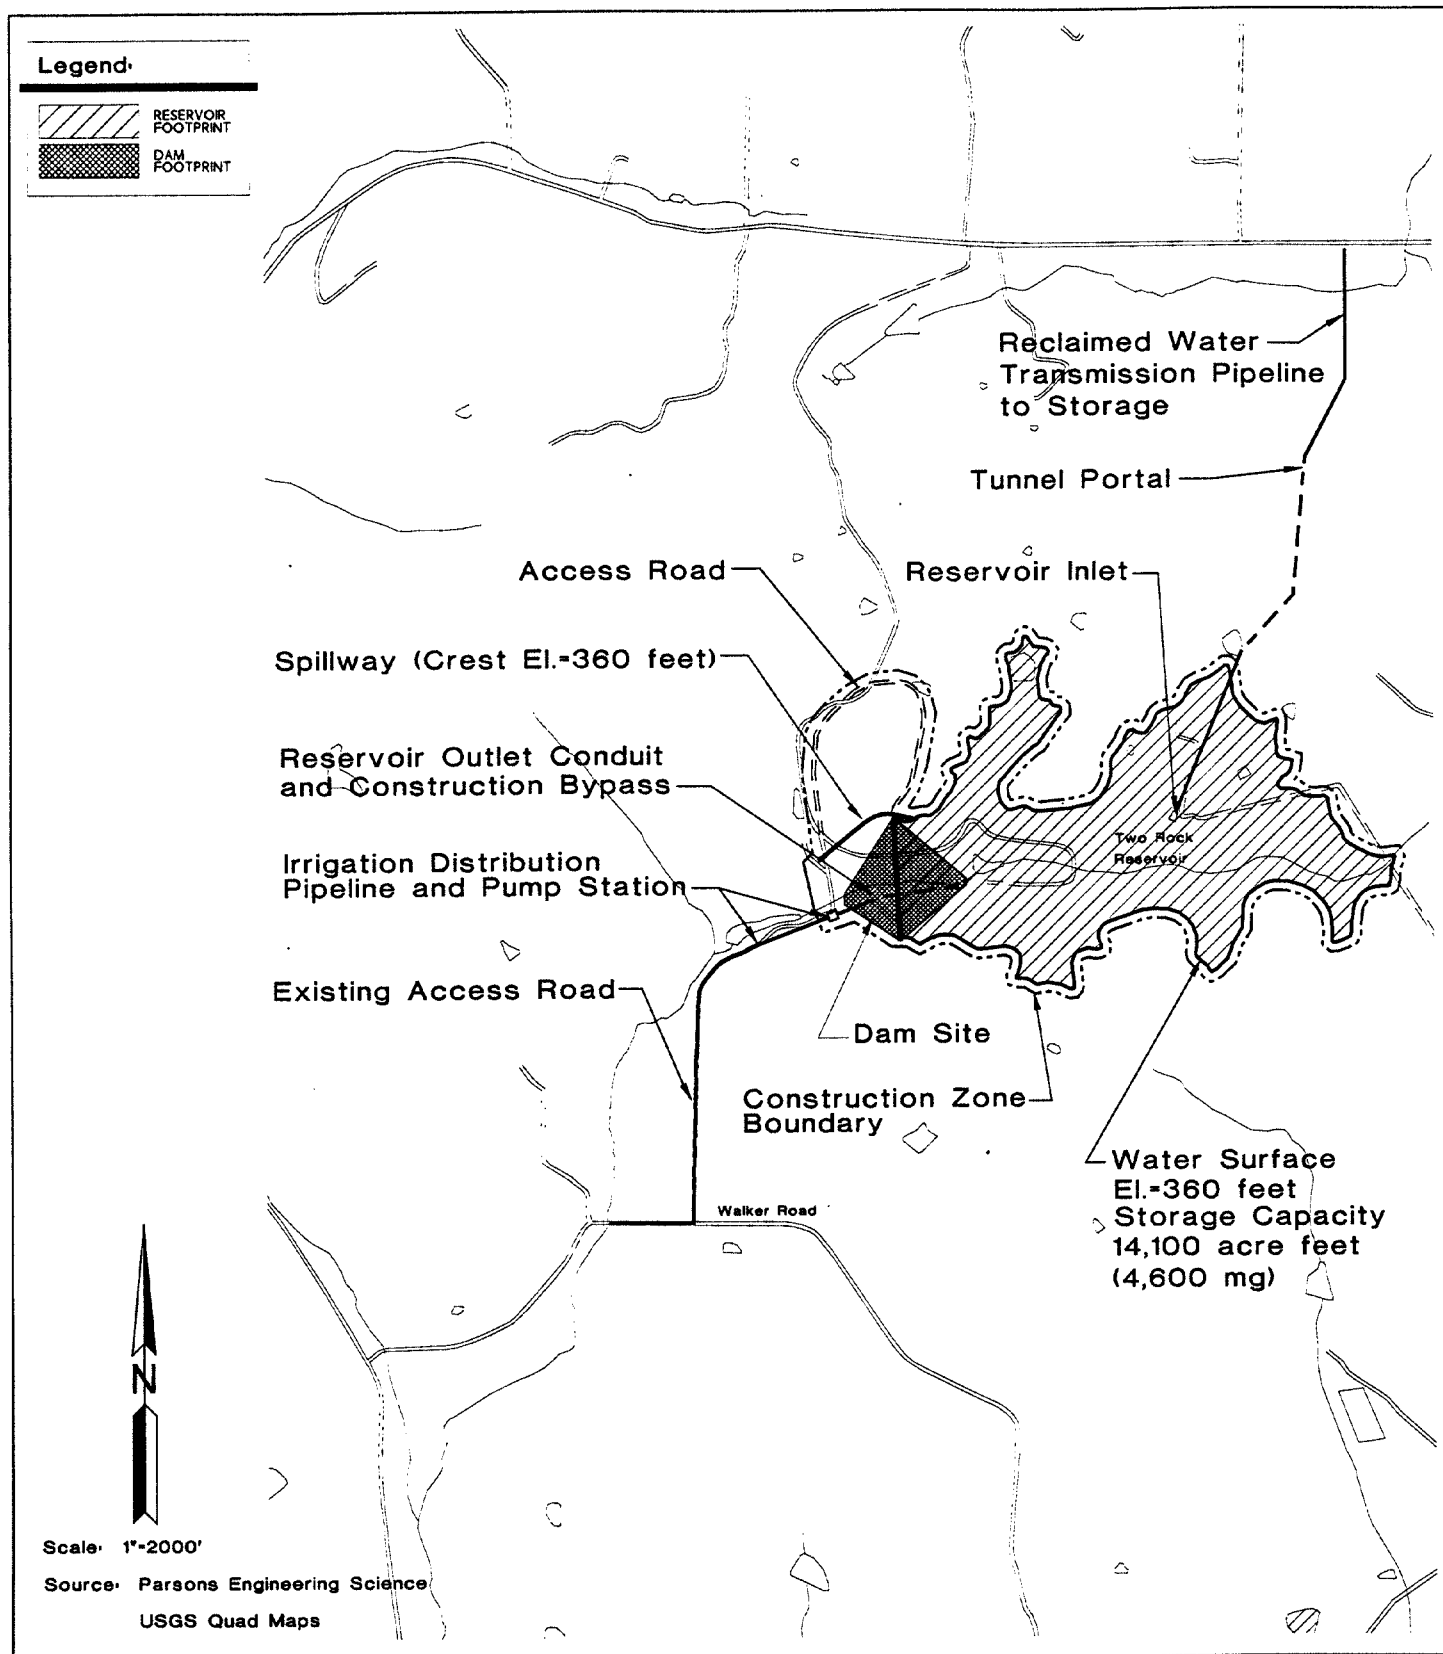 Legend:
RESERVOIR
FOOTPRINT
DAM
FOOTPRINT
Reclaimed Water
Transmission Pipeline
to Storage
Tunnel Portal
Access Road
Reservoir Inlet
Spillway (Crest El.=360 feet)
Reservoir Outlet Conduit
and Construction Bypass
Two Rock
Reservoir
Irrigation Distribution
Pipeline and Pump Station
Existing Access Road
Dam Site
Construction Zone
Boundary
Water Surface
El.=360 feet
Storage Capacity
14,100 acre feet
(4,600 mg)
Walker Road
N
Scale: 1"=2000'
Source: Parsons Engineering Science
USGS Quad Maps